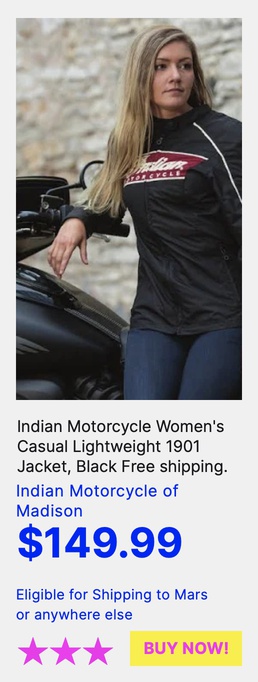 Indian
MOTORCYCLE
Indian Motorcycle Women's
Casual Lightweight 1901
Jacket, Black Free shipping.
Indian Motorcycle of
Madison
$149.99
Eligible for Shipping to Mars
or anywhere else
BUY NOW!